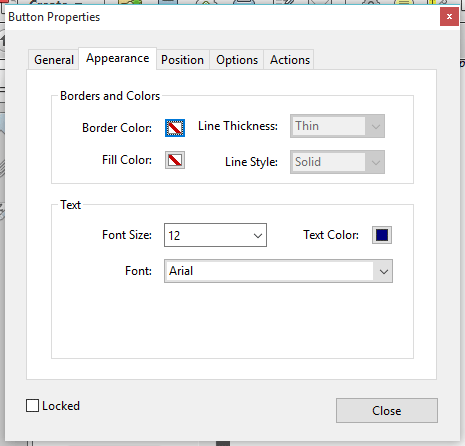 Create
Button Properties
x
General Appearance Position Options Actions
Borders and Colors
Border Color: Line Thickness: Thin
Fill Color: Line Style: Solid
Text
Font Size: 12 Text Color:
Font: Arial
Locked
Close